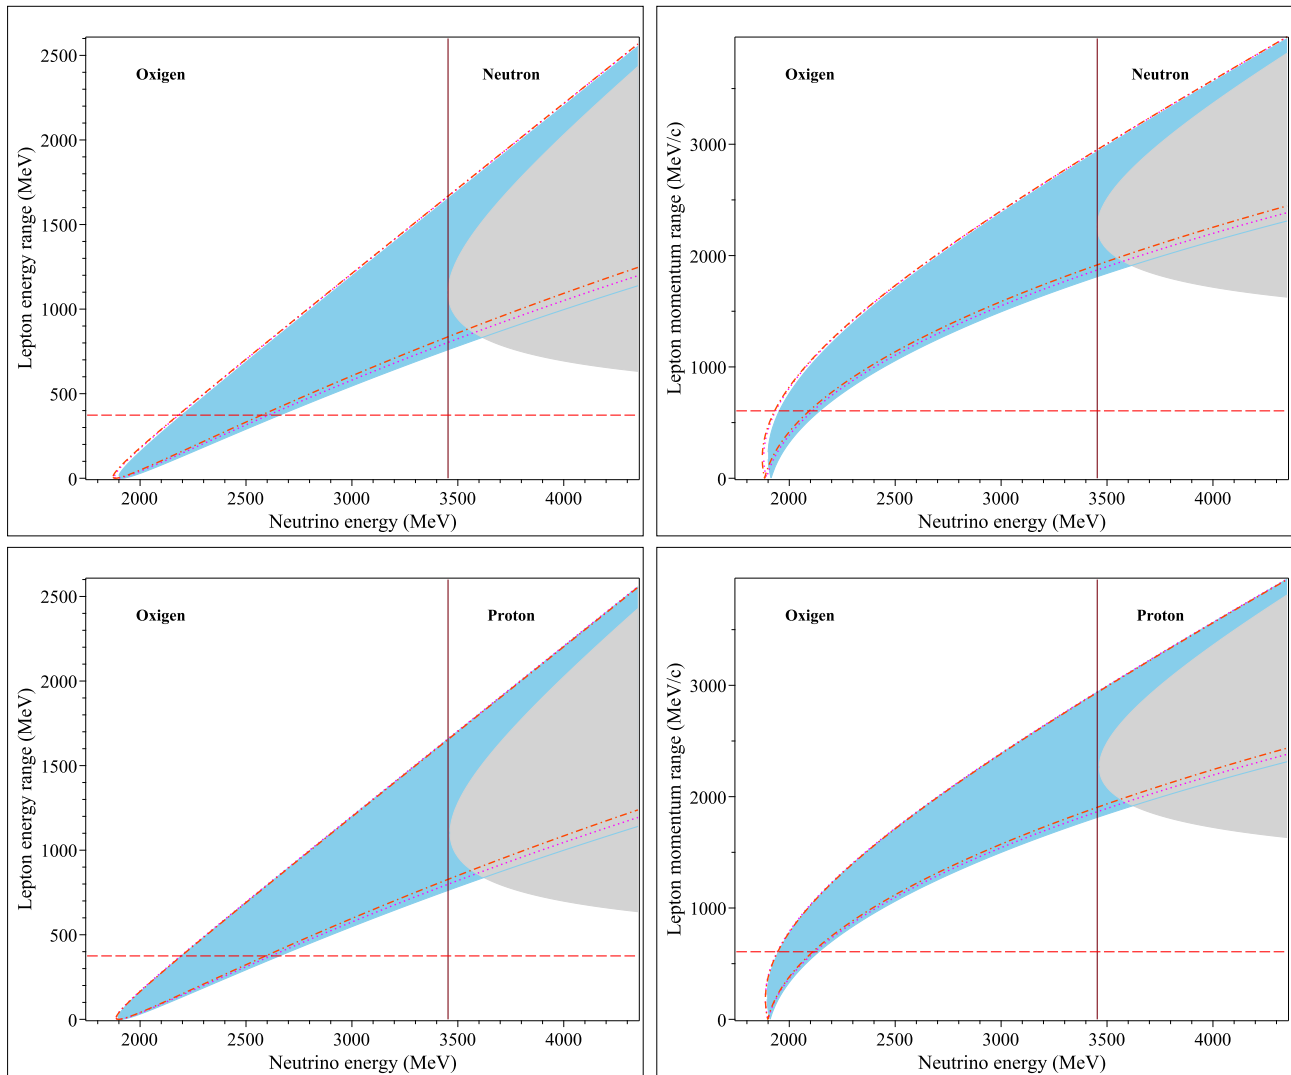 Oxigen Neutron
Lepton energy range (MeV)
2500
2000
1500
1000
500
0
2000 2500 3000 3500 4000
Neutrino energy (MeV)
Oxigen Neutron
Lepton momentum range (MeV/c)
3000
2000
1000
0
2000 2500 3000 3500 4000
Neutrino energy (MeV)
Oxigen Proton
Lepton energy range (MeV)
2500
2000
1500
1000
500
0
2000 2500 3000 3500 4000
Neutrino energy (MeV)
Oxigen Proton
Lepton momentum range (MeV/c)
3000
2000
1000
0
2000 2500 3000 3500 4000
Neutrino energy (MeV)